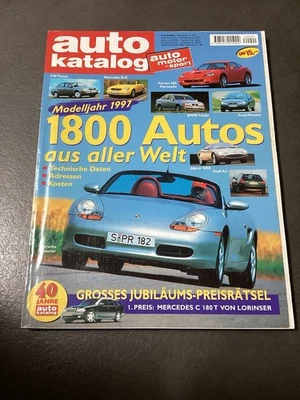 auto
katalog
auto
motor
sport
VW Passat
Mercedes SLK
Ferrari 550
Maranello
BMW 5-reihe
Ford Mondeo
Modelljahr 1997
1800 Autos
aus aller Welt
• Technische Daten
• Adressen
• Kosten
Jaguar XK8
Audi A3
S PR 182
40
JAHRE
auto
katalog
GROSSES JUBILÄUMS-PREISRÄTSEL
1. PREIS: MERCEDES C 180 T VON LORINSER